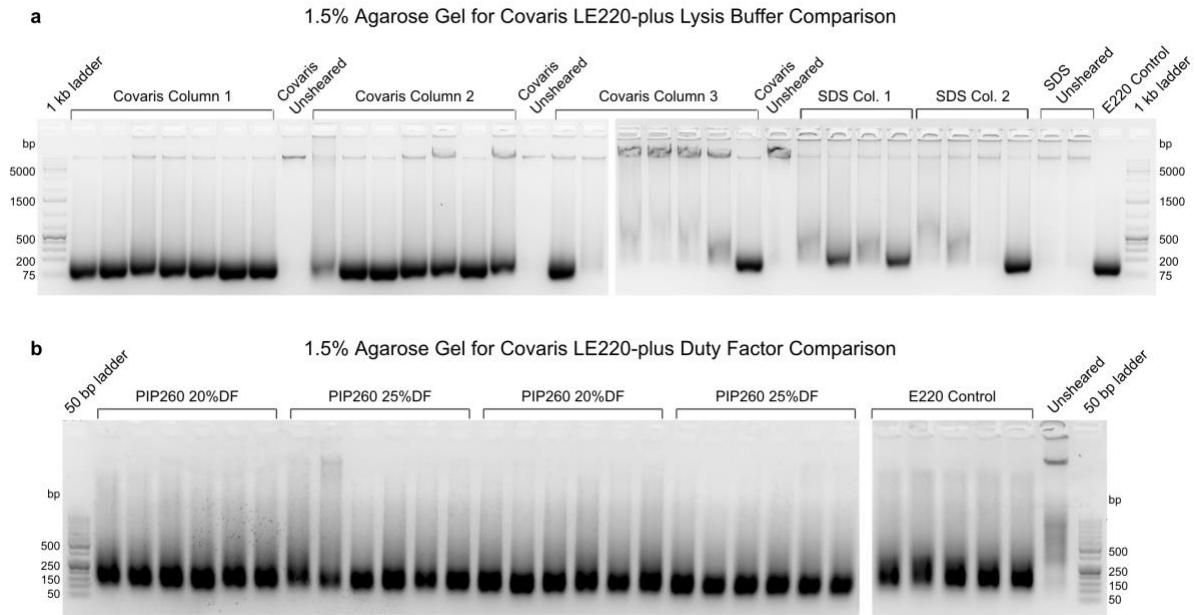 a
1.5% Agarose Gel for Covaris LE220-plus Lysis Buffer Comparison
1 kb ladder
Covaris Column 1
Covaris
Unsheared
Covaris Column 2
Covaris
Unsheared
Covaris Column 3
Covaris
Unsheared
SDS Col. 1
SDS Col. 2
SDS
Unsheared
E220 Control
1 kb ladder
bp
5000
1500
500
200
75
bp
5000
1500
500
200
75
b
1.5% Agarose Gel for Covaris LE220-plus Duty Factor Comparison
50 bp ladder
PIP260 20%DF
PIP260 25%DF
PIP260 20%DF
PIP260 25%DF
E220 Control
Unsheared
50 bp ladder
bp
500
250
150
50
bp
500
250
150
50